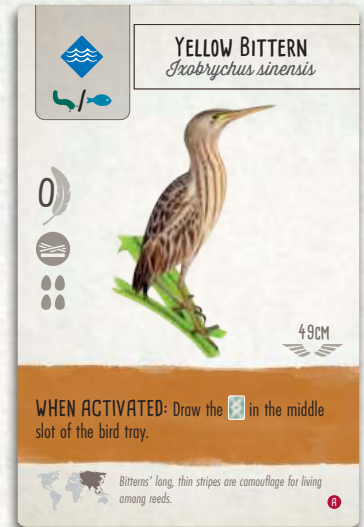 YELLOW BITTERN
Ixobrychus sinensis
/
0
49CM
WHEN ACTIVATED: Draw the in the middle
slot of the bird tray.
Bitterns' long, thin stripes are camouflage for living
among reeds.
A